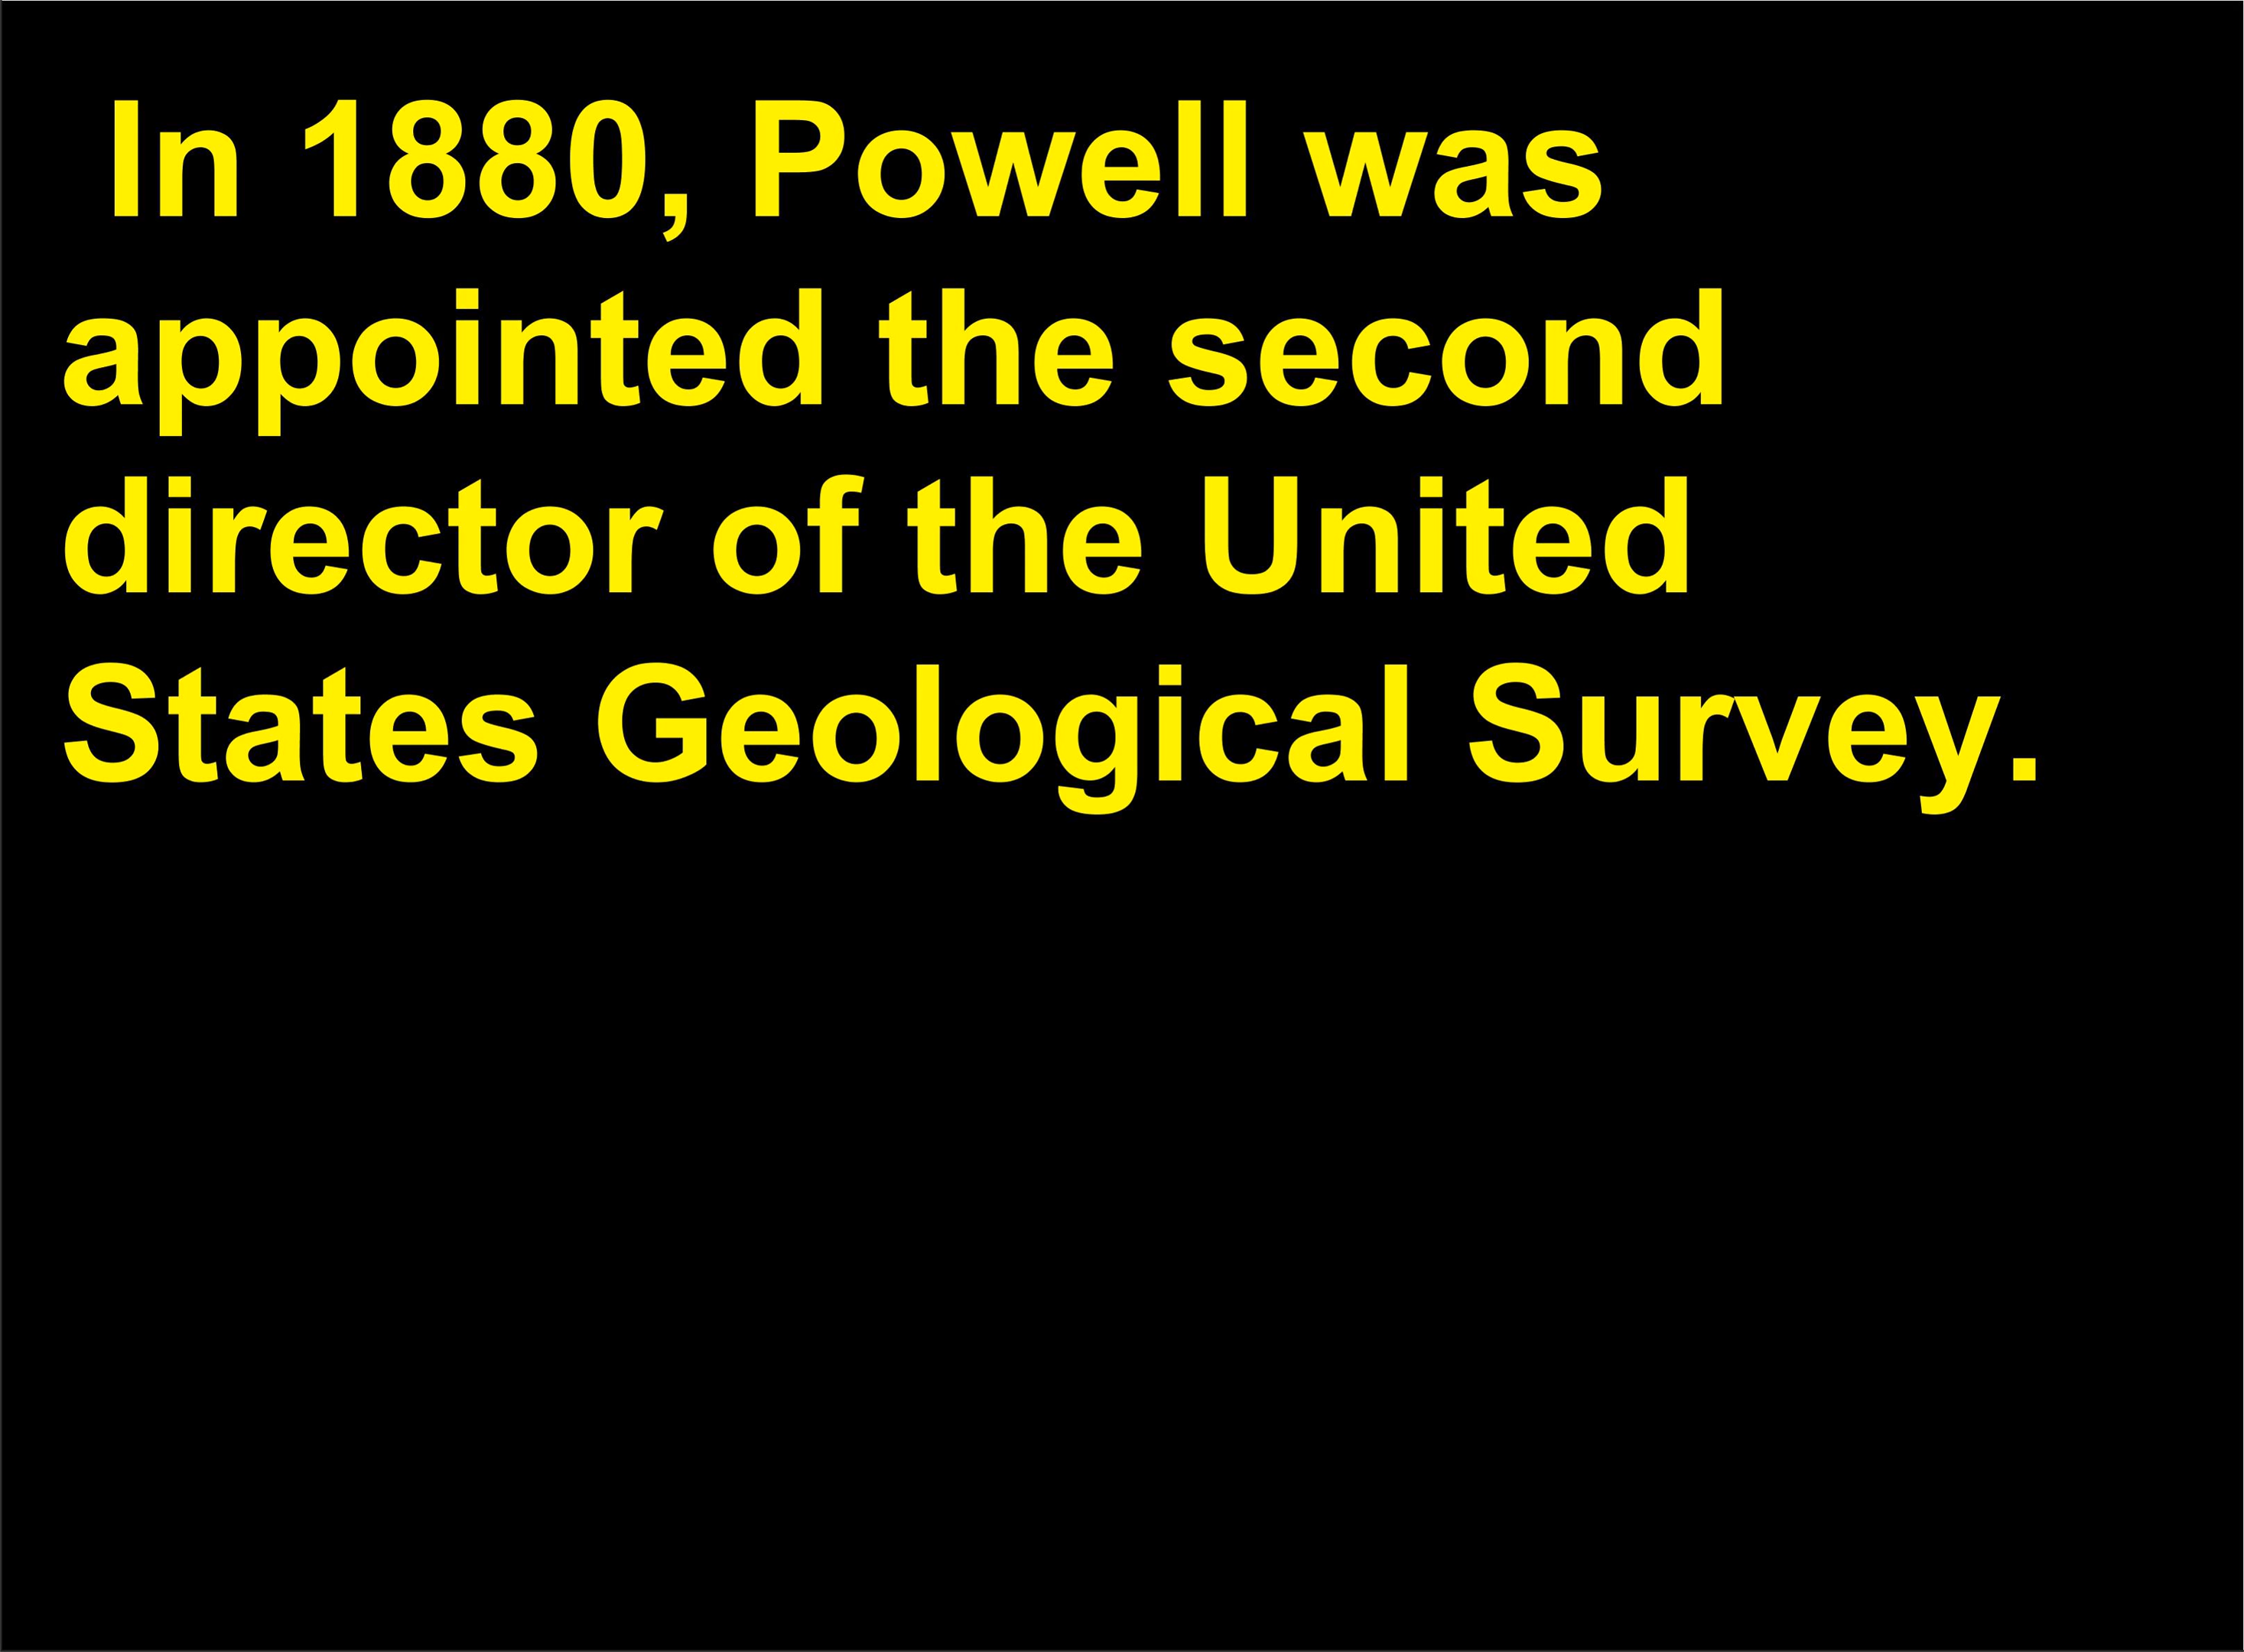 In 1880, Powell was
appointed the second
director of the United
States Geological Survey.